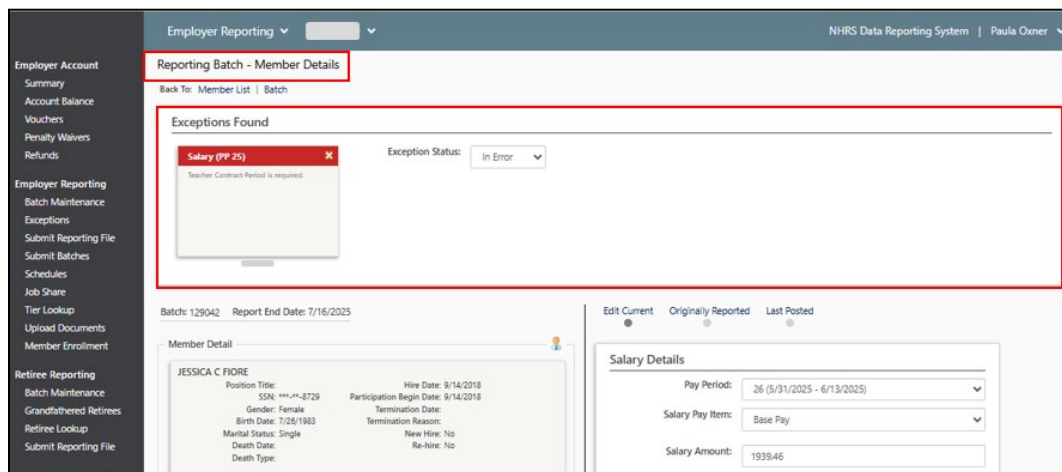 Employer Reporting
NHRS Data Reporting System | Paula Oxner
Employer Account
Summary
Account Balance
Vouchers
Penalty Waivers
Refunds
Employer Reporting
Batch Maintenance
Exceptions
Submit Reporting File
Submit Batches
Schedules
Job Share
Tier Lookup
Upload Documents
Member Enrollment
Retiree Reporting
Batch Maintenance
Grandfathered Retirees
Retiree Lookup
Submit Reporting File
Reporting Batch - Member Details
Back To: Member List | Batch
Exceptions Found
Salary (PP 25)
Teacher Contract Period is required.
Exception Status: In Error
Batch: 129042 Report End Date: 7/16/2025
Member Detail
JESSICA C FIORE
Position Title:
SSN: ***-**-8729
Gender: Female
Birth Date: 7/26/1983
Marital Status: Single
Death Date:
Death Type:
Hire Date: 9/14/2018
Participation Begin Date: 9/14/2018
Termination Date:
Termination Reason:
New Hire: No
Re-hire: No
Edit Current Originally Reported Last Posted
Salary Details
Pay Period: 26 (5/31/2025 - 6/13/2025)
Salary Pay Item: Base Pay
Salary Amount: 1939.46